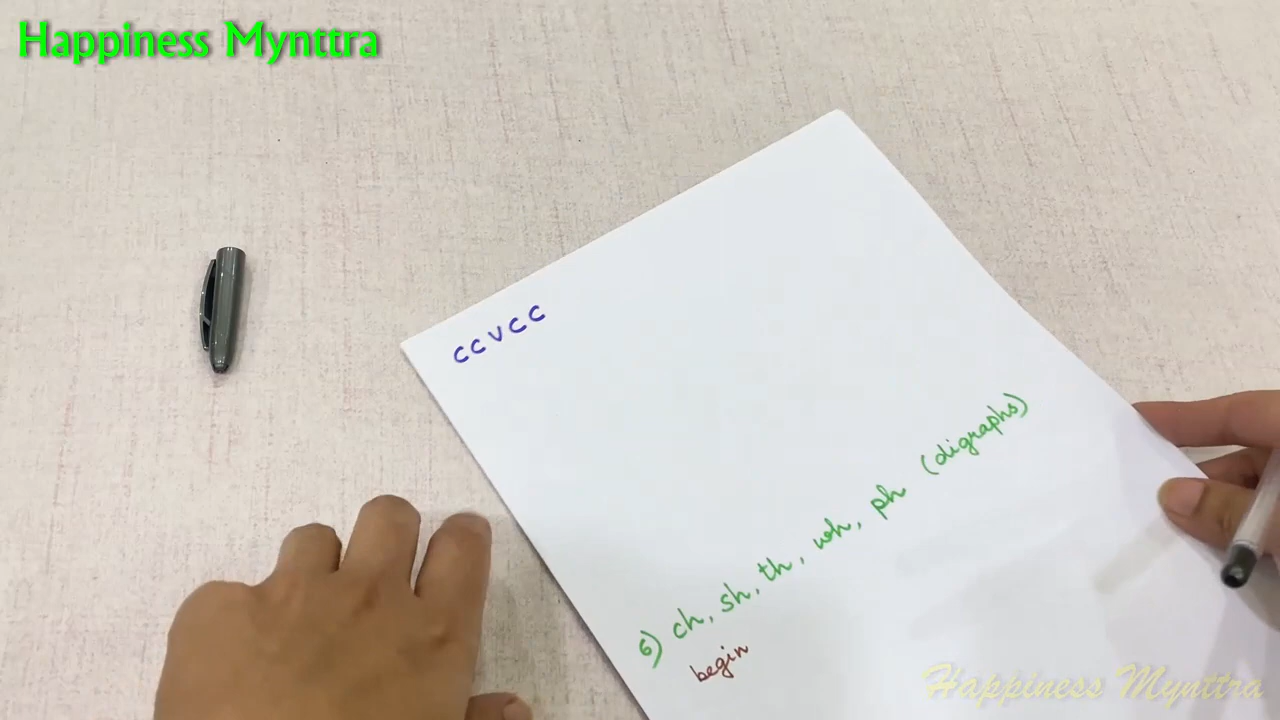 Happiness Mynttra
CCVCC
6) ch, sh, th, wh, ph (digraphs)
begin
Happiness Mynttra